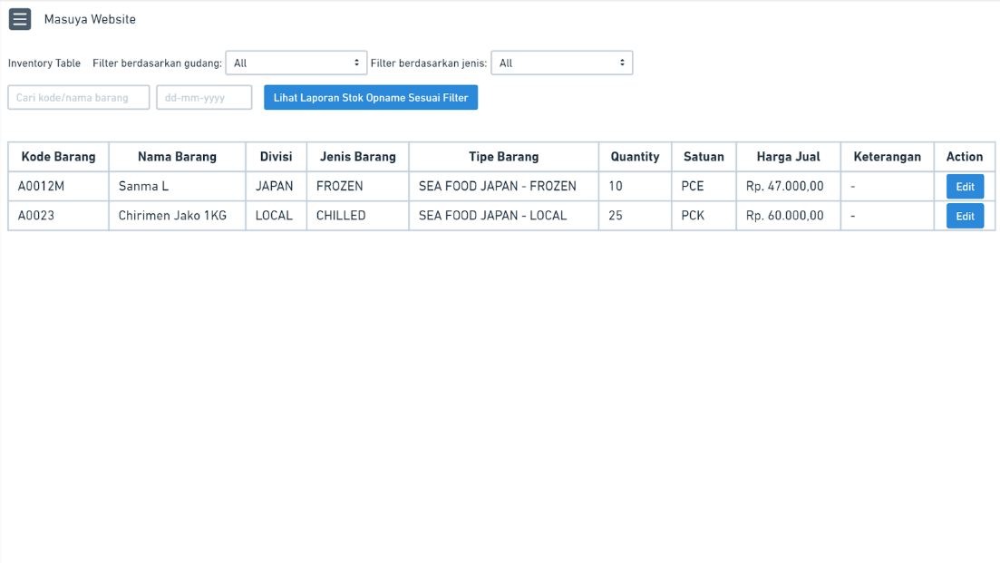 Masuya Website
Inventory Table Filter berdasarkan gudang: All Filter berdasarkan jenis: All
Cari kode/nama barang dd-mm-yyyy Lihat Laporan Stok Opname Sesuai Filter
Kode Barang Nama Barang Divisi Jenis Barang Tipe Barang Quantity Satuan Harga Jual Keterangan Action
A0012M Sanma L JAPAN FROZEN SEA FOOD JAPAN - FROZEN 10 PCE Rp. 47.000,00 - Edit
A0023 Chirimen Jako 1KG LOCAL CHILLED SEA FOOD JAPAN - LOCAL 25 PCK Rp. 60.000,00 - Edit